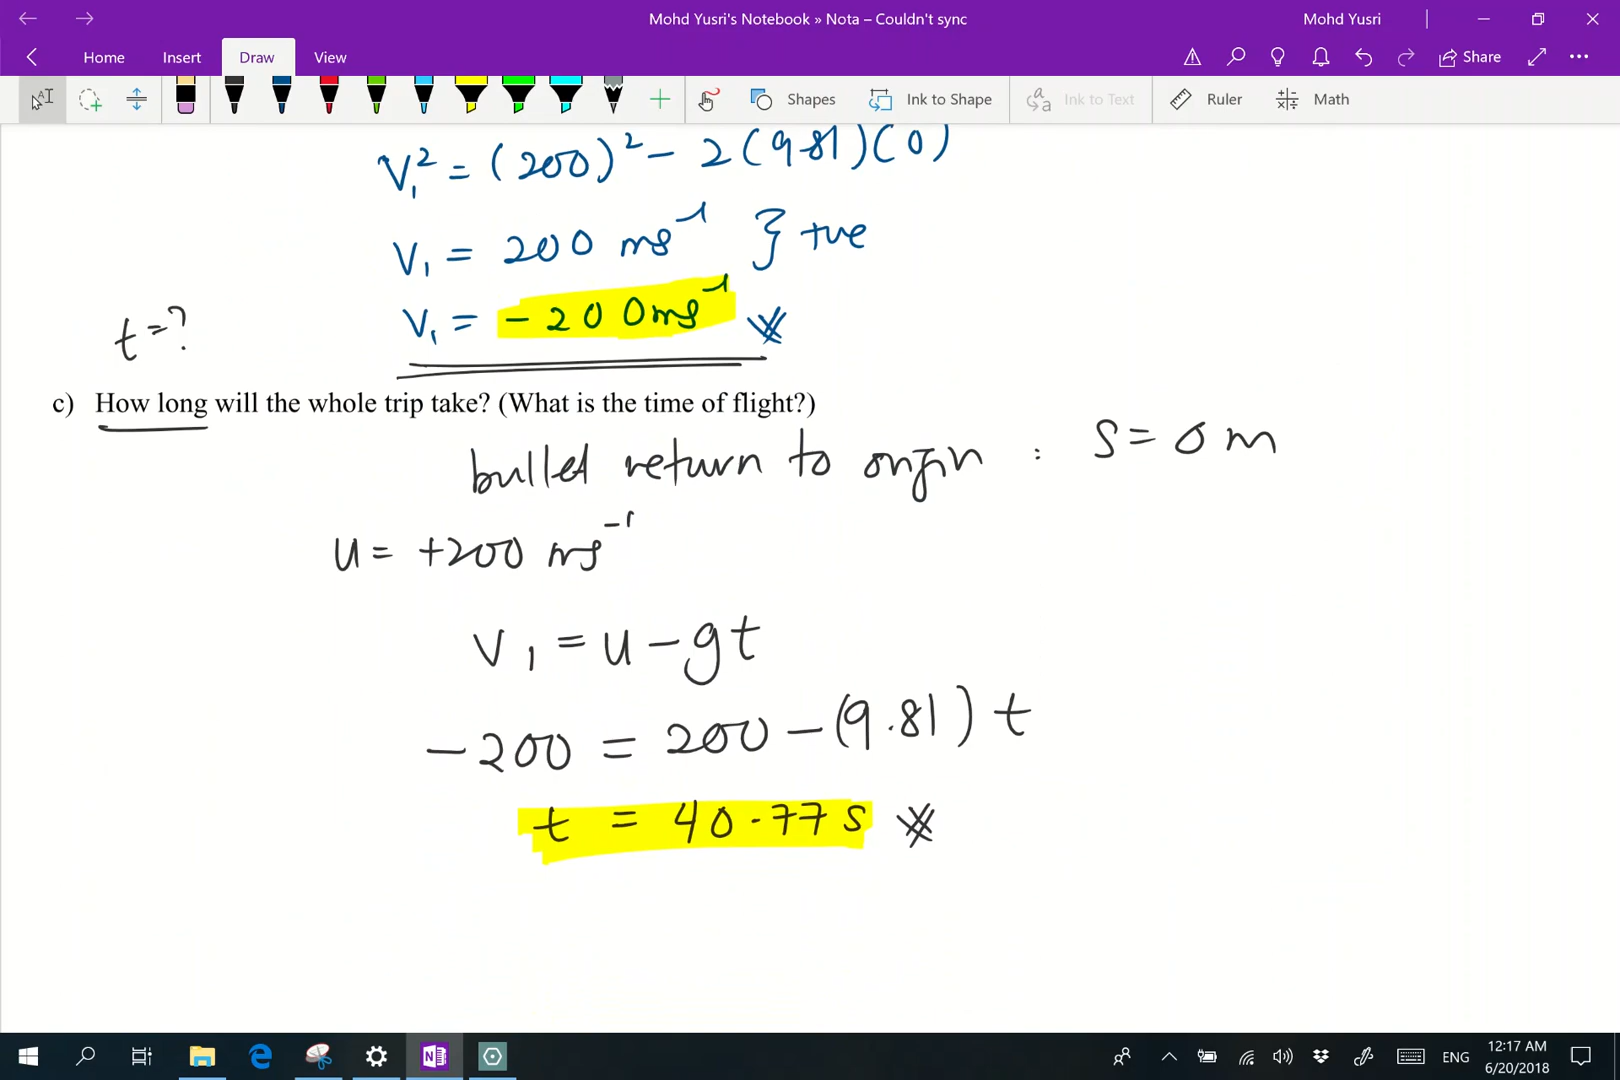 Mohd Yusri's Notebook » Nota – Couldn't sync
Mohd Yusri
Home Insert Draw View
Share
Shapes Ink to Shape Ink to Text Ruler Math
V₁² = (200)² − 2(9.81)(0)
V₁ = 200 ms⁻¹ } +ve
V₁ = −200ms⁻¹
t=?
c) How long will the whole trip take? (What is the time of flight?)
bullet return to origin : S = 0 m
u = +200 ms⁻¹
V₁ = u − gt
−200 = 200 − (9.81) t
t = 40.77 s
ENG
12:17 AM
6/20/2018